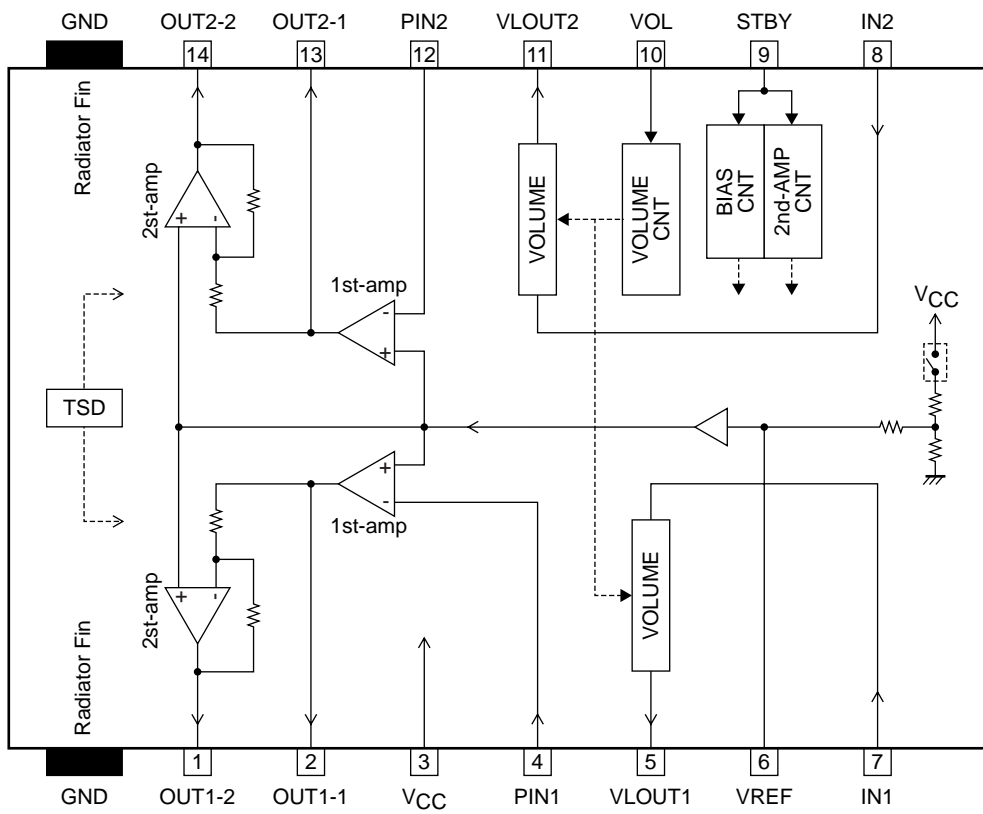 GND OUT2-2 OUT2-1 PIN2 VLOUT2 VOL STBY IN2
14 13 12 11 10 9 8
Radiator Fin
2st-amp
+ -
1st-amp
-
+
VOLUME
VOLUME CNT
BIAS CNT
2nd-AMP CNT
VCC
TSD
+
-
1st-amp
2st-amp
+ -
VOLUME
Radiator Fin
1 2 3 4 5 6 7
GND OUT1-2 OUT1-1 VCC PIN1 VLOUT1 VREF IN1